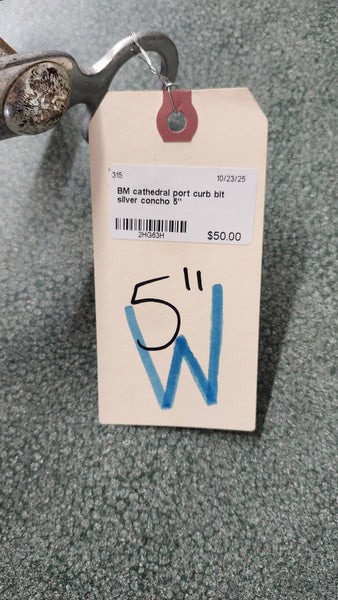 315 10/23/25
BM cathedral port curb bit
silver concho 5"
2HG63H $50.00
5"
W